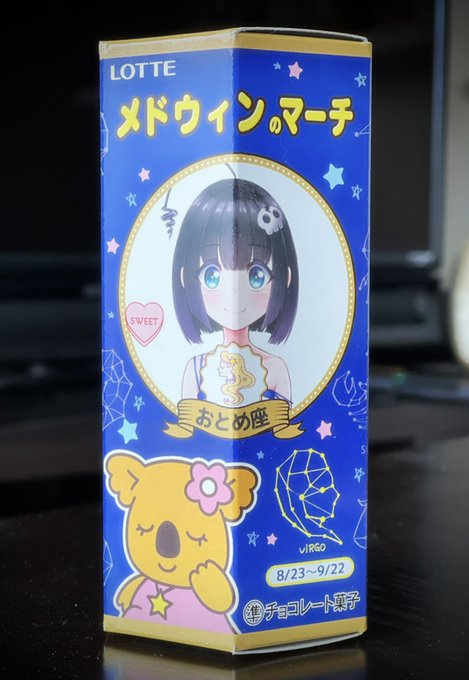 LOTTE
メドウィンのマーチ
SWEET
おとめ座
VIRGO
8/23～9/22
準チョコレート菓子